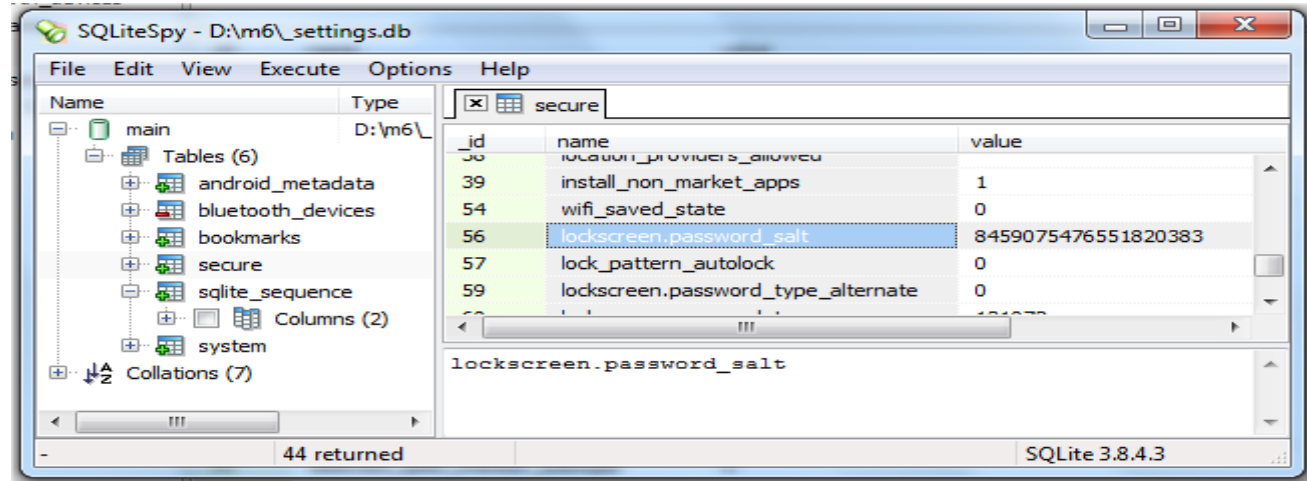 SQLiteSpy - D:\m6\_settings.db
File Edit View Execute Options Help
Name Type
main D:\m6\_
Tables (6)
android_metadata
bluetooth_devices
bookmarks
secure
sqlite_sequence
Columns (2)
system
Collations (7)
secure
_id name value
38 location_providers_allowed
39 install_non_market_apps 1
54 wifi_saved_state 0
56 lockscreen.password_salt 8459075476551820383
57 lock_pattern_autolock 0
59 lockscreen.password_type_alternate 0
lockscreen.password_salt
- 44 returned SQLite 3.8.4.3